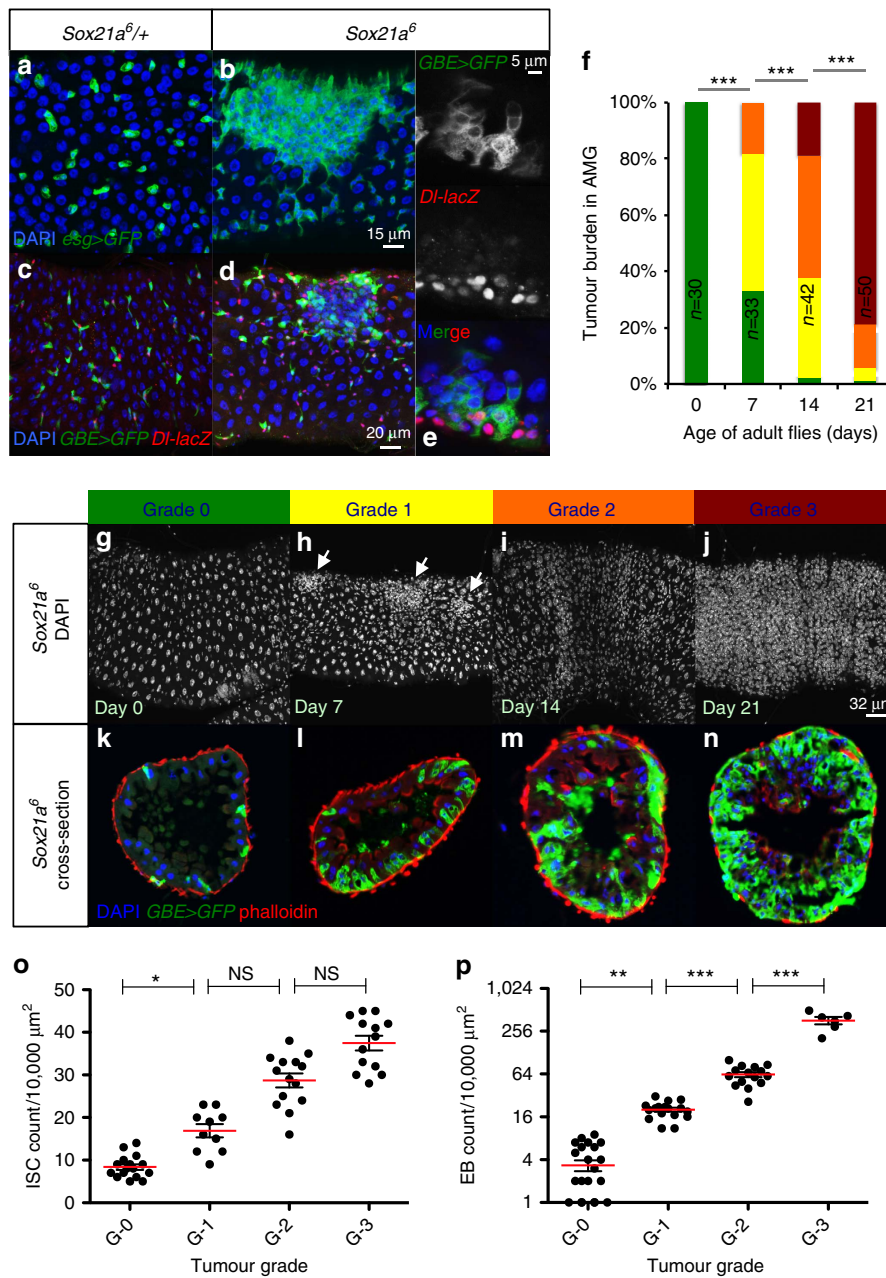 Sox21a⁶/+
Sox21a⁶
a
b
GBE>GFP
5 µm
Dl-lacZ
DAPI esg>GFP
15 µm
c
d
Merge
DAPI GBE>GFP Dl-lacZ
20 µm
e
f
*** *** ***
100%
80%
60%
40%
20%
0%
Tumour burden in AMG
n=30
n=33
n=42
n=50
0 7 14 21
Age of adult flies (days)
Grade 0 Grade 1 Grade 2 Grade 3
Sox21a⁶
DAPI
g
h
i
j
Day 0
Day 7
Day 14
Day 21
32 µm
Sox21a⁶
cross-section
k
l
m
n
DAPI GBE>GFP phalloidin
o
* NS NS
50
40
30
20
10
0
ISC count/10,000 µm²
G-0 G-1 G-2 G-3
Tumour grade
p
** *** ***
1,024
256
64
16
4
1
EB count/10,000 µm²
G-0 G-1 G-2 G-3
Tumour grade